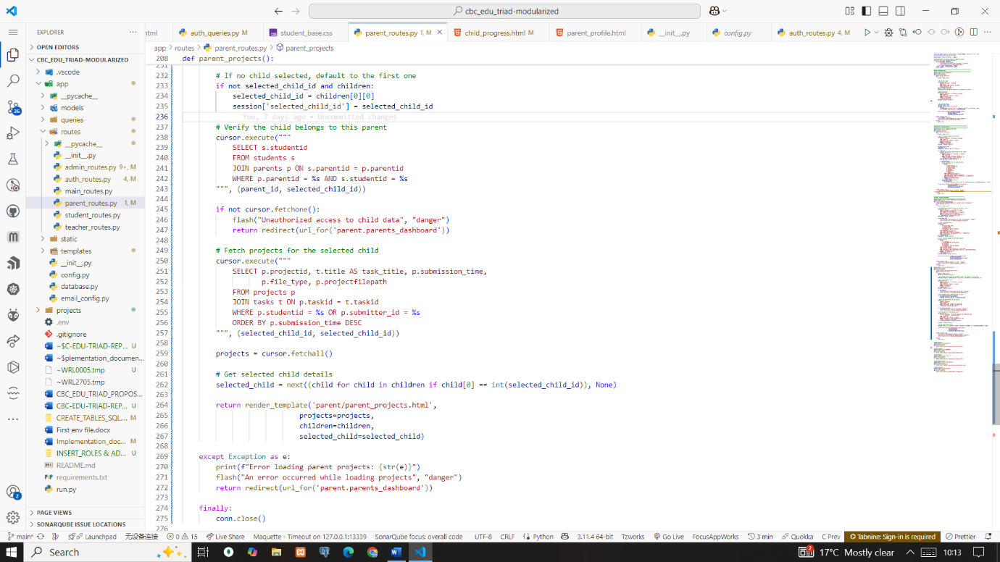 cbc_edu_triad-modularized
EXPLORER
OPEN EDITORS
CBC_EDU_TRIAD-MODULARIZED
.vscode
app
__pycache__
models
queries
routes
__pycache__
__init__.py
admin_routes.py 9+, M
auth_routes.py 4, M
main_routes.py
parent_routes.py 1, M
student_routes.py
teacher_routes.py
static
templates
__init__.py
config.py
database.py
email_config.py
projects
.env
.gitignore
~$C-EDU-TRIAD-REP... U
~$plementation_documen...
~WRL0005.tmp U
~WRL2705.tmp
CBC_EDU_TRIAD_PROPOS...
CBC-EDU-TRIAD-REP... U
CREATE_TABLES_SQL.... M
First env file.docx
Implementation_doc... M
INSERT_ROLES & AD... U
README.md
requirements.txt
run.py
PAGE VIEWS
SONARQUBE ISSUE LOCATIONS
36
2
html
auth_queries.py M
student_base.css
parent_routes.py 1, M
child_progress.html M
parent_profile.html
__init__.py
config.py
auth_routes.py 4, M
app > routes > parent_routes.py > parent_projects
208 def parent_projects():
231
232 # If no child selected, default to the first one
233 if not selected_child_id and children:
234 selected_child_id = children[0][0]
235 session['selected_child_id'] = selected_child_id
236 You, 7 days ago • Uncommitted changes
237 # Verify the child belongs to this parent
238 cursor.execute("""
239 SELECT s.studentid
240 FROM students s
241 JOIN parents p ON s.parentid = p.parentid
242 WHERE p.parentid = %s AND s.studentid = %s
243 """, (parent_id, selected_child_id))
244
245 if not cursor.fetchone():
246 flash("Unauthorized access to child data", "danger")
247 return redirect(url_for('parent.parents_dashboard'))
248
249 # Fetch projects for the selected child
250 cursor.execute("""
251 SELECT p.projectid, t.title AS task_title, p.submission_time,
252 p.file_type, p.projectfilepath
253 FROM projects p
254 JOIN tasks t ON p.taskid = t.taskid
255 WHERE p.studentid = %s OR p.submitter_id = %s
256 ORDER BY p.submission_time DESC
257 """, (selected_child_id, selected_child_id))
258
259 projects = cursor.fetchall()
260
261 # Get selected child details
262 selected_child = next((child for child in children if child[0] == int(selected_child_id)), None)
263
264 return render_template('parent/parent_projects.html',
265 projects=projects,
266 children=children,
267 selected_child=selected_child)
268
269 except Exception as e:
270 print(f"Error loading parent projects: {str(e)}")
271 flash("An error occurred while loading projects", "danger")
272 return redirect(url_for('parent.parents_dashboard'))
273
274 finally:
275 conn.close()
276
main* Launchpad 无设备连接 0 15 Live Share Maquette - Timeout on 127.0.0.1:13339 SonarQube focus: overall code UTF-8 CRLF Python 3.11.4 64-bit Tzworks Go Live FocusAppWorks 3 min Quokka C Prev Tabnine: Sign-in is required Prettier
Search 2 17°C Mostly clear 10:13